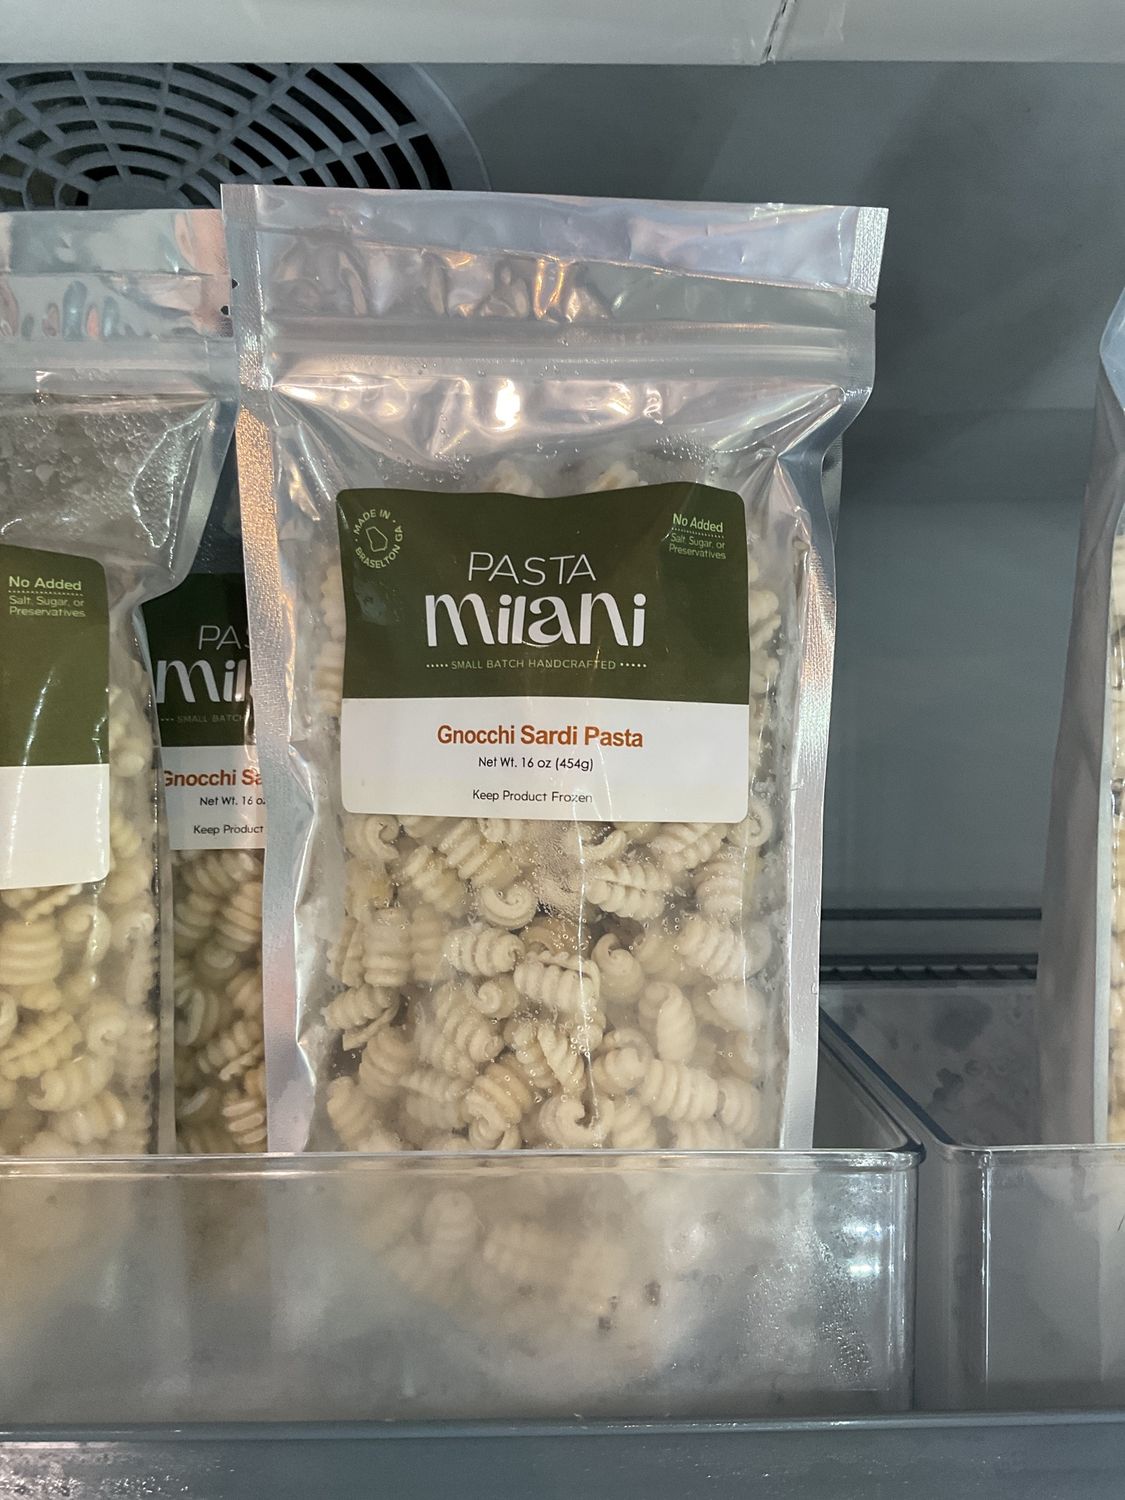 MADE IN
BRASELTON GA
No Added
Salt, Sugar, or
Preservatives
PASTA
milani
SMALL BATCH HANDCRAFTED
Gnocchi Sardi Pasta
Net Wt. 16 oz (454g)
Keep Product Frozen
No Added
Salt, Sugar, or
Preservatives
PAS
mil
SMALL BATCH
Gnocchi Sa
Net Wt. 16 oz
Keep Product